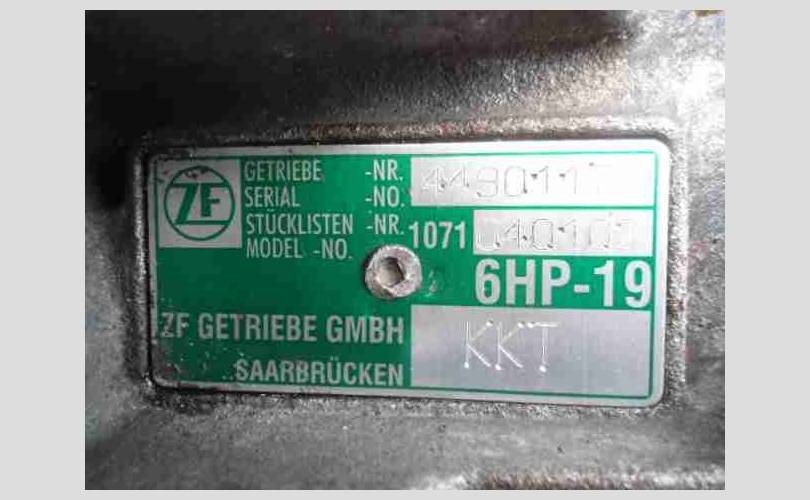 ZF
GETRIEBE -NR.
SERIAL -NO.
STÜCKLISTEN -NR.
MODEL -NO. 1071
6HP-19
ZF GETRIEBE GMBH
SAARBRÜCKEN
KKT